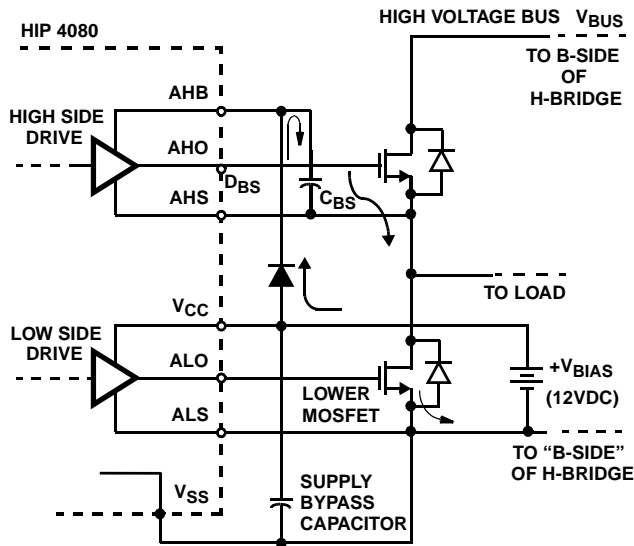 HIGH VOLTAGE BUS V_BUS
HIP 4080
TO B-SIDE
OF
H-BRIDGE
AHB
HIGH SIDE
DRIVE
AHO
D_BS
C_BS
AHS
TO LOAD
V_CC
LOW SIDE
DRIVE
ALO
LOWER
MOSFET
+V_BIAS
(12VDC)
ALS
TO “B-SIDE”
OF H-BRIDGE
V_SS
SUPPLY
BYPASS
CAPACITOR